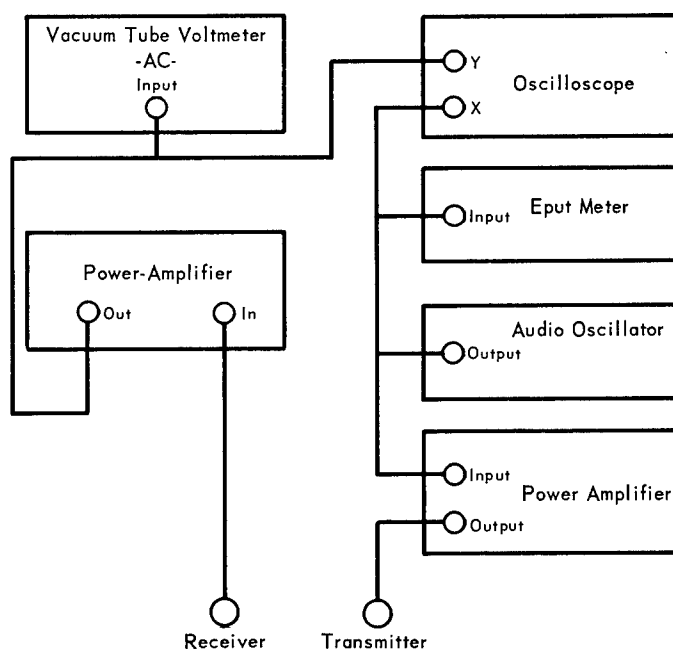 Vacuum Tube Voltmeter
-AC-
Input
Y
X
Oscilloscope
Input
Eput Meter
Power-Amplifier
Out
In
Audio Oscillator
Output
Input
Power Amplifier
Output
Receiver
Transmitter